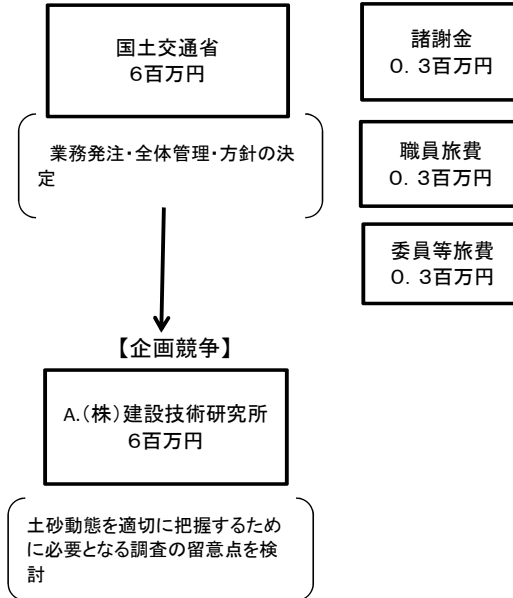 国土交通省
6百万円
業務発注・全体管理・方針の決
定
諸謝金
0．3百万円
職員旅費
0．3百万円
委員等旅費
0．3百万円
【企画競争】
A.（株）建設技術研究所
6百万円
土砂動態を適切に把握するため
に必要となる調査の留意点を検
討